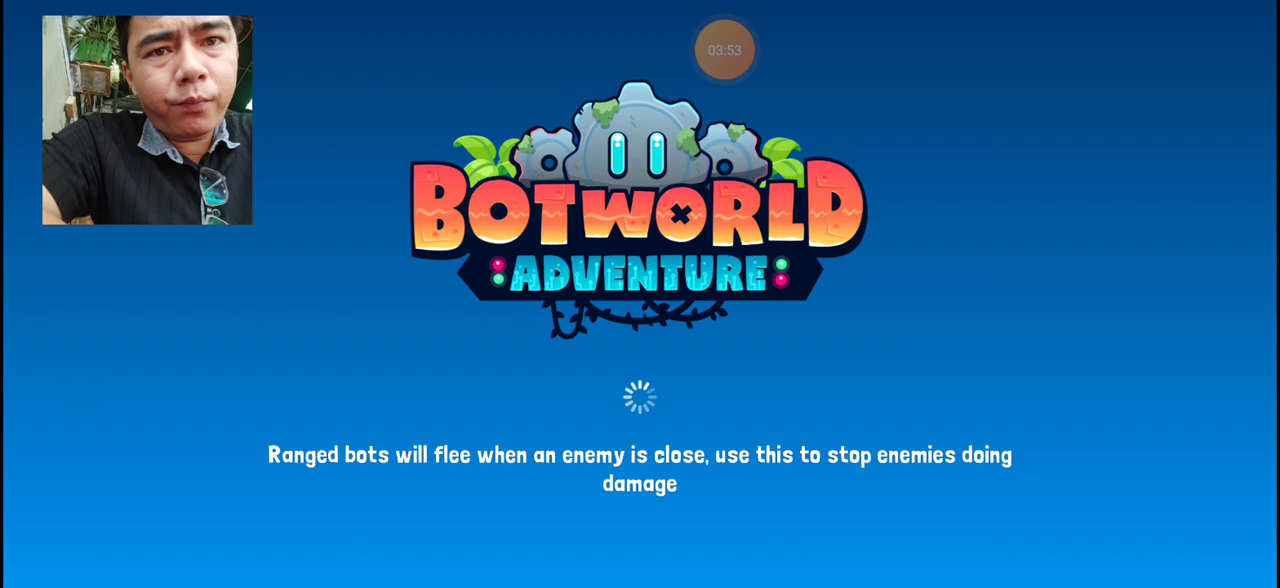 03:53
BOTWORLD
ADVENTURE
Ranged bots will flee when an enemy is close, use this to stop enemies doing
damage